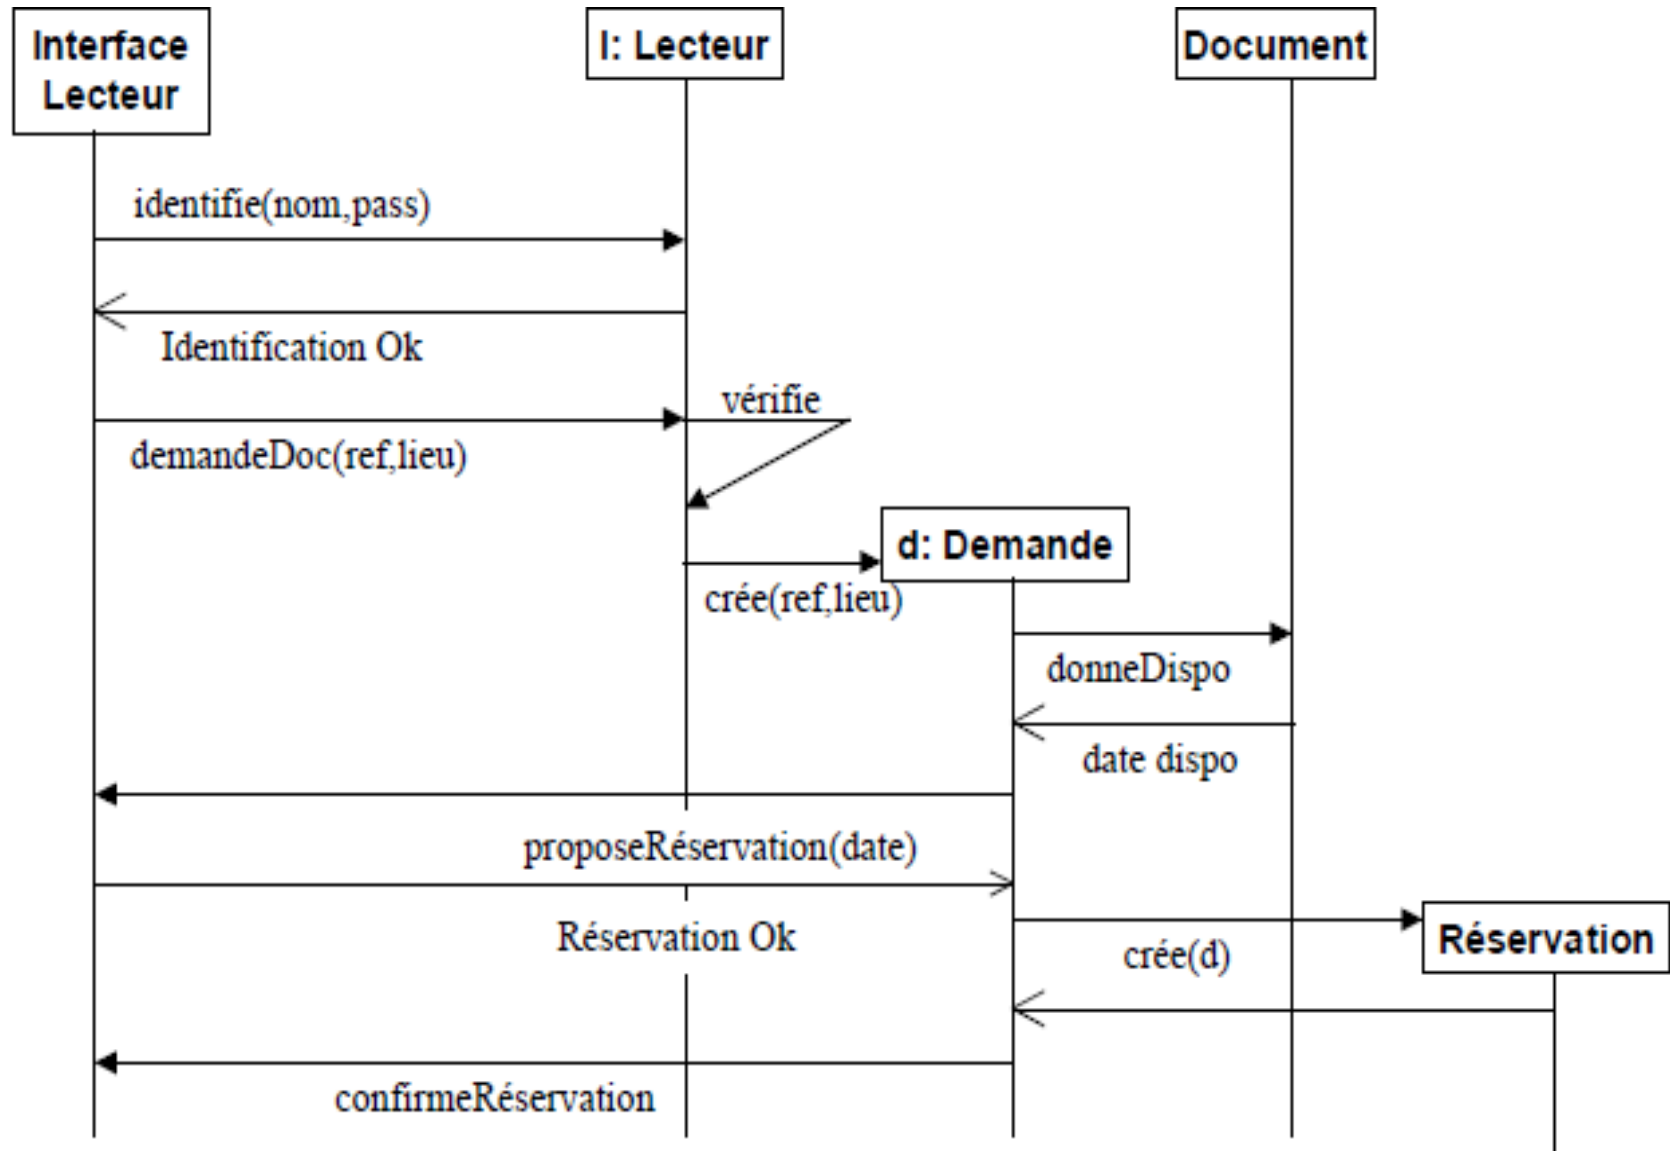 Interface
Lecteur
l: Lecteur
Document
identifie(nom,pass)
Identification Ok
vérifie
demandeDoc(ref,lieu)
d: Demande
crée(ref,lieu)
donneDispo
date dispo
proposeRéservation(date)
Réservation Ok
crée(d)
Réservation
confirmeRéservation